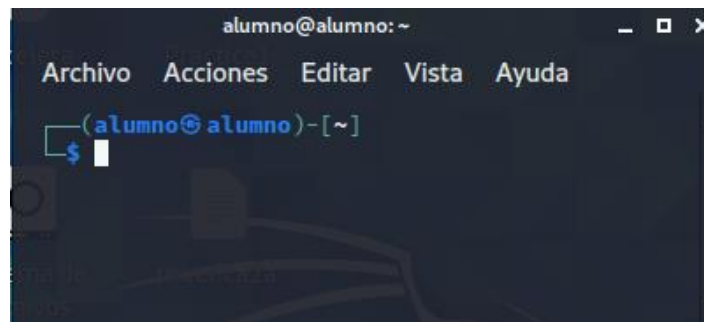 alumno@alumno: ~
Archivo Acciones Editar Vista Ayuda
(alumno㉿alumno)-[~]
$